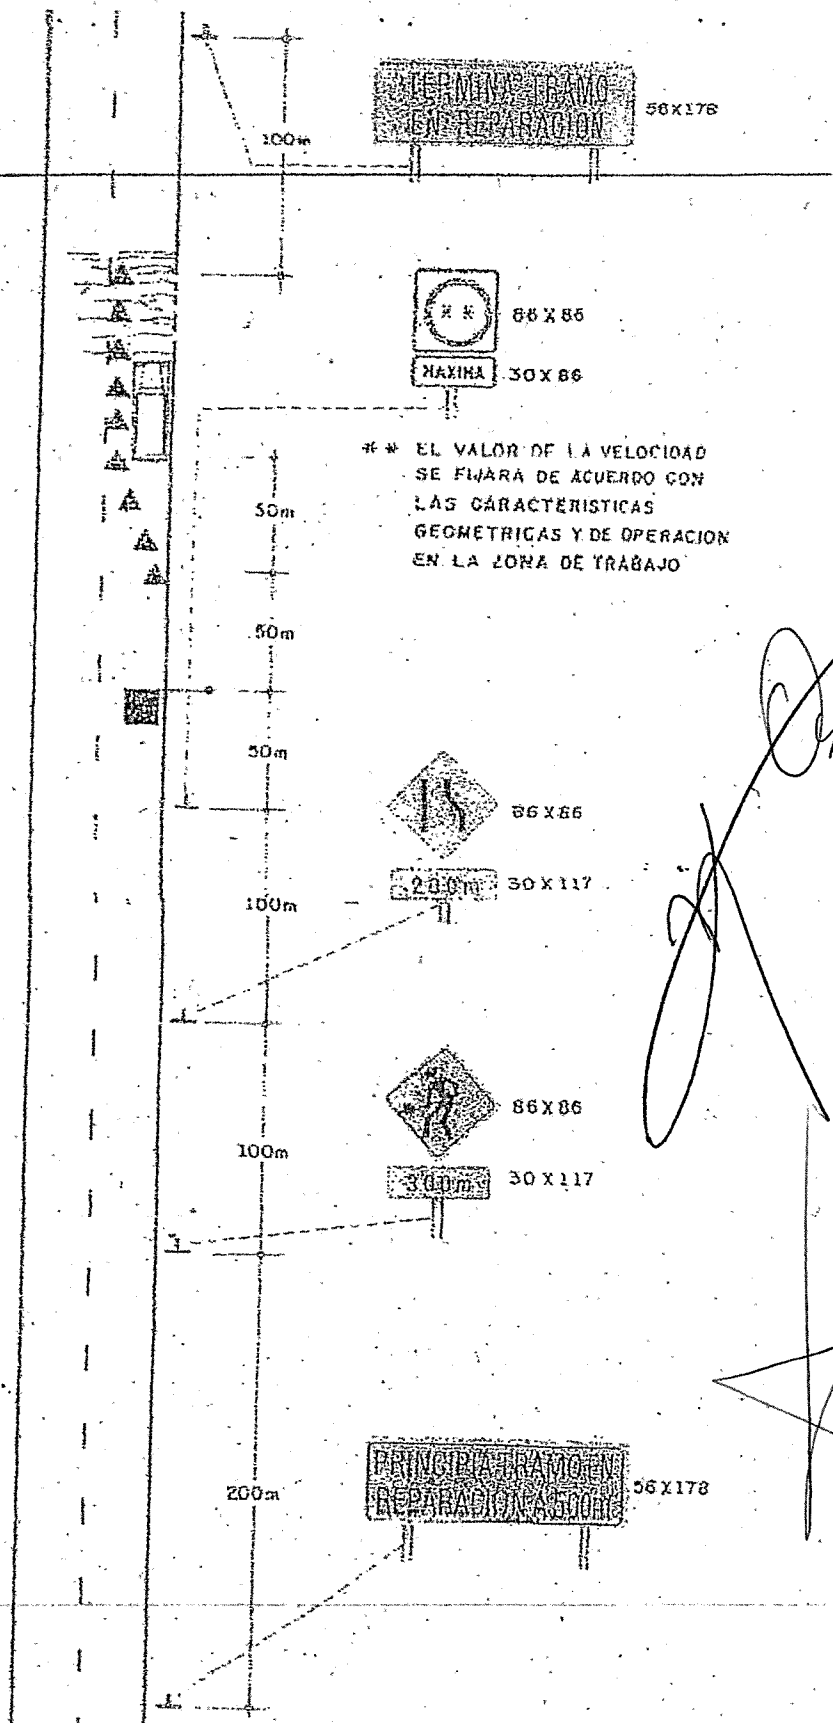 TERMINA TRAMO
EN REPARACION
56X178
100m
* *
86X86
MAXIMA
30X86
* * EL VALOR DE LA VELOCIDAD
SE FIJARA DE ACUERDO CON
LAS CARACTERISTICAS
GEOMETRICAS Y DE OPERACION
EN LA ZONA DE TRABAJO
50m
50m
50m
86X86
200m
30X117
100m
86X86
100m
300m
30X117
PRINCIPIA TRAMO EN
REPARACION A 500m
56X178
200m